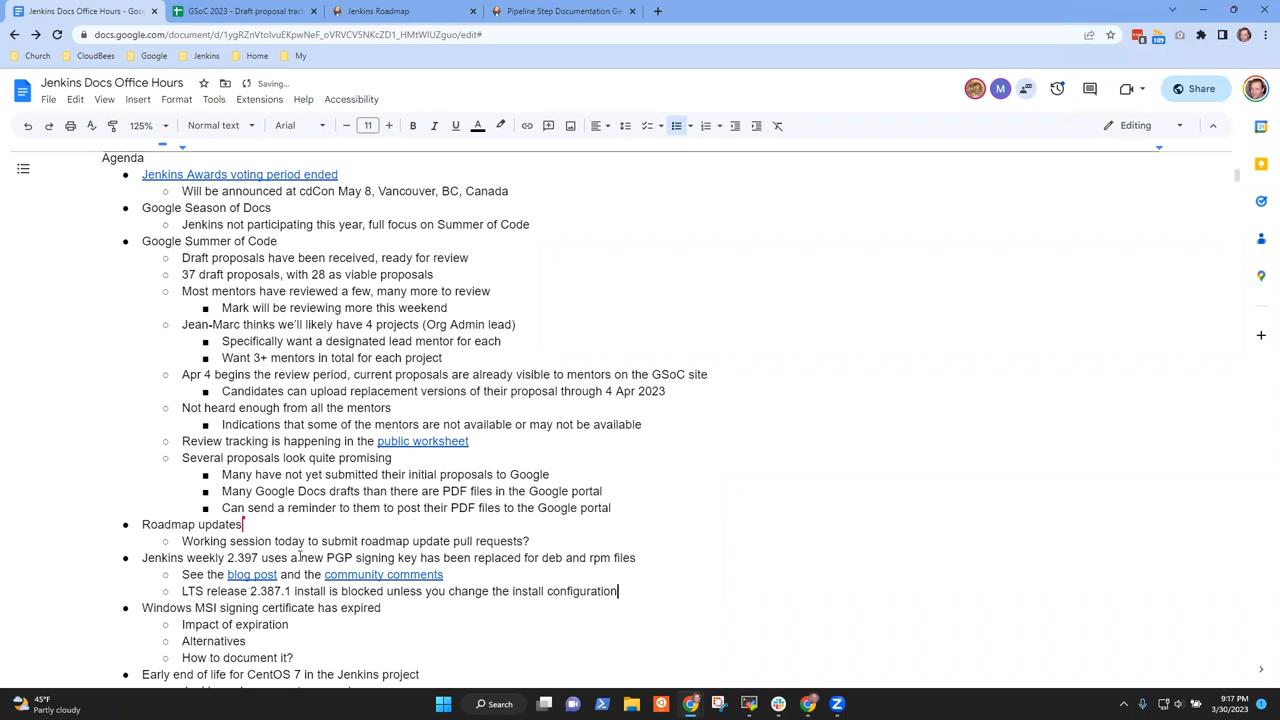 Jenkins Docs Office Hours - Goo
GSoC 2023 - Draft proposal track
Jenkins Roadmap
Pipeline Step Documentation Ge
docs.google.com/document/d/1ygRZnVtoIvuEKpwNeF_oVRVCV5NKcZD1_HMtWIUZguo/edit#
Church
CloudBees
Google
Jenkins
Home
My
Jenkins Docs Office Hours
Saving...
File Edit View Insert Format Tools Extensions Help Accessibility
M
Share
125%
Normal text
Arial
11
Editing
Agenda
Jenkins Awards voting period ended
Will be announced at cdCon May 8, Vancouver, BC, Canada
Google Season of Docs
Jenkins not participating this year, full focus on Summer of Code
Google Summer of Code
Draft proposals have been received, ready for review
37 draft proposals, with 28 as viable proposals
Most mentors have reviewed a few, many more to review
Mark will be reviewing more this weekend
Jean-Marc thinks we'll likely have 4 projects (Org Admin lead)
Specifically want a designated lead mentor for each
Want 3+ mentors in total for each project
Apr 4 begins the review period, current proposals are already visible to mentors on the GSoC site
Candidates can upload replacement versions of their proposal through 4 Apr 2023
Not heard enough from all the mentors
Indications that some of the mentors are not available or may not be available
Review tracking is happening in the public worksheet
Several proposals look quite promising
Many have not yet submitted their initial proposals to Google
Many Google Docs drafts than there are PDF files in the Google portal
Can send a reminder to them to post their PDF files to the Google portal
Roadmap updates
Working session today to submit roadmap update pull requests?
Jenkins weekly 2.397 uses a new PGP signing key has been replaced for deb and rpm files
See the blog post and the community comments
LTS release 2.387.1 install is blocked unless you change the install configuration
Windows MSI signing certificate has expired
Impact of expiration
Alternatives
How to document it?
Early end of life for CentOS 7 in the Jenkins project
45°F
Partly cloudy
Search
9:17 PM
3/30/2023